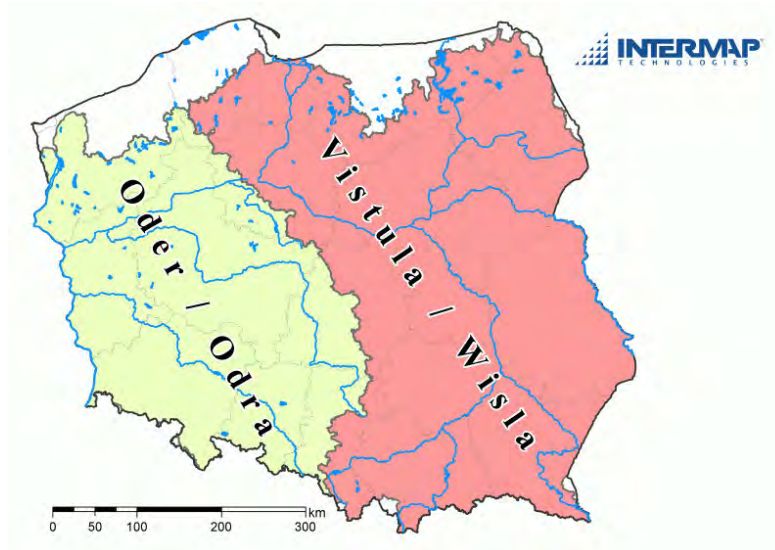 INTERMAP
TECHNOLOGIES
Oder / Odra
Vistula / Wisla
km
0 50 100 200 300